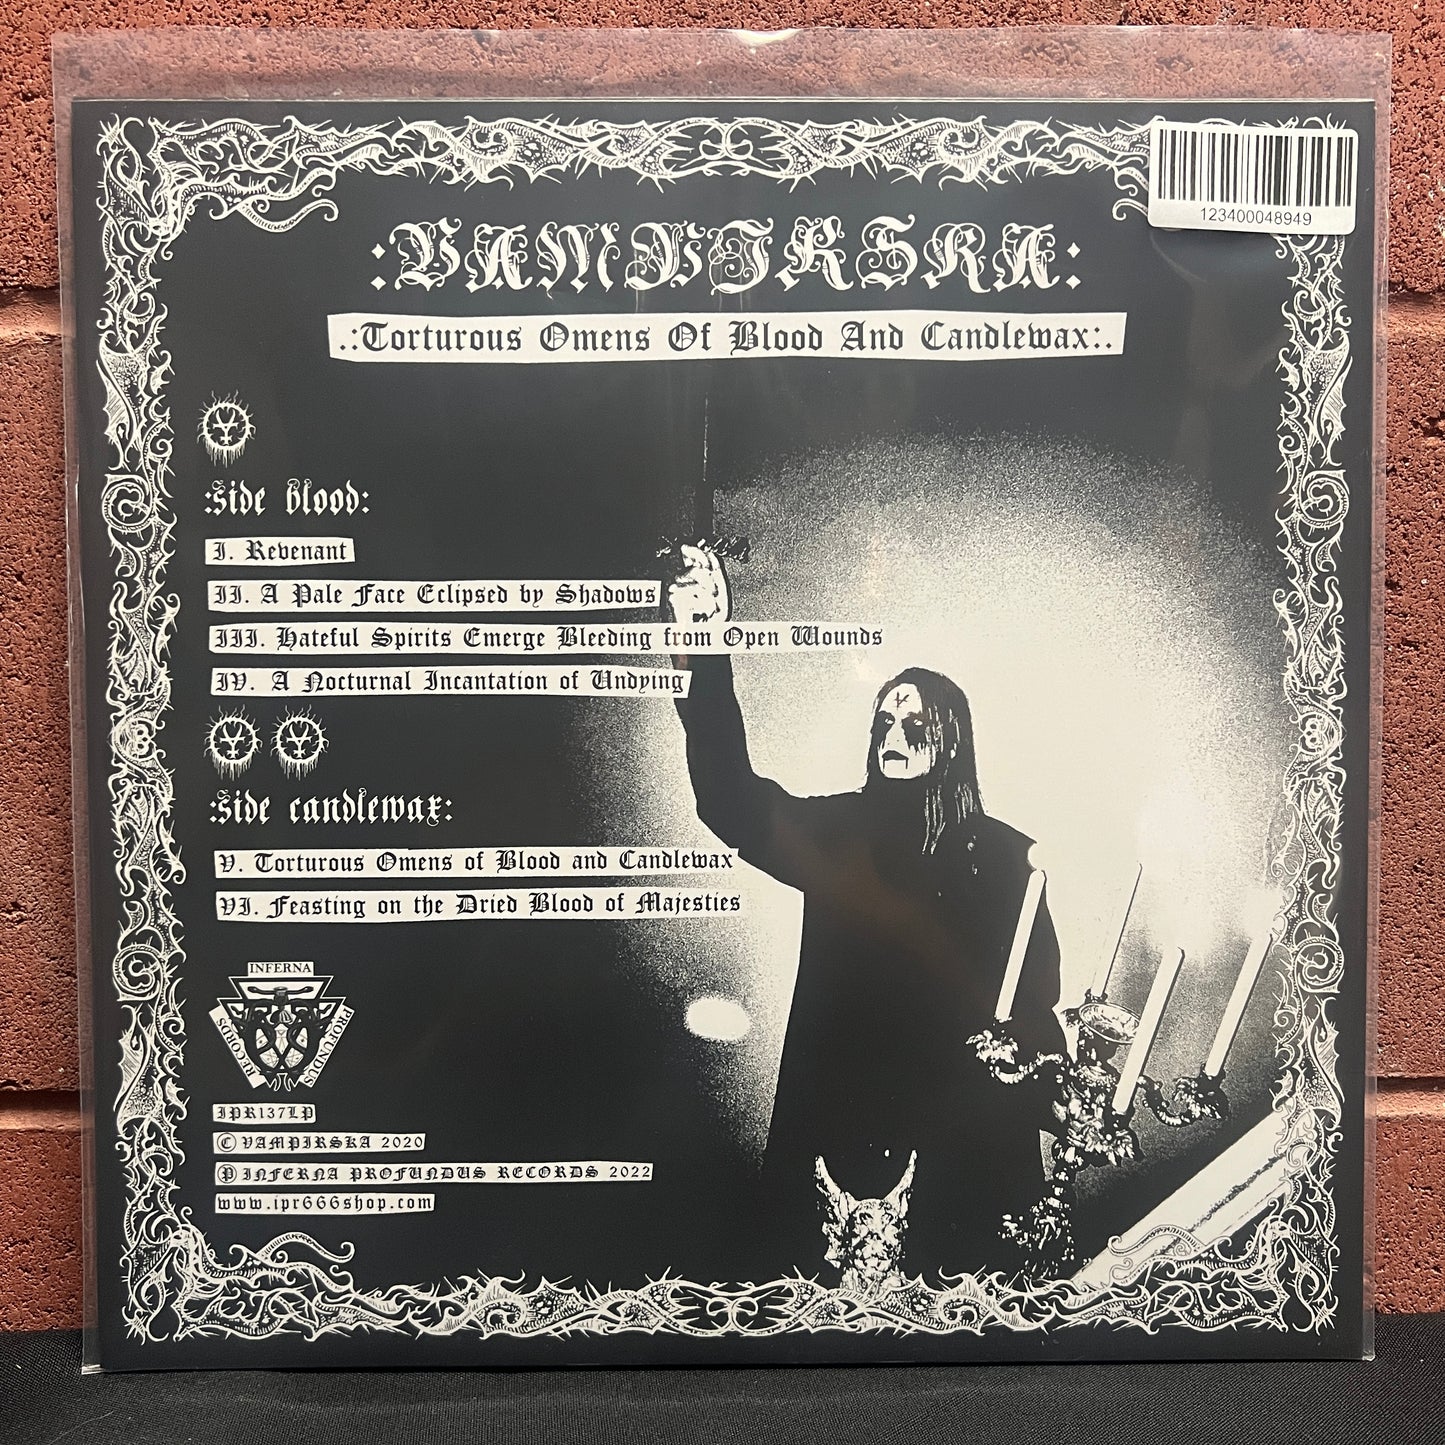 123400048949
:VAMPIRSKA:
.:Torturous Omens Of Blood And Candlewax:.
:side blood:
I. Revenant
II. A Pale Face Eclipsed by Shadows
III. Hateful Spirits Emerge Bleeding from Open Wounds
IV. A Nocturnal Incantation of Undying
:side candlewax:
V. Torturous Omens of Blood and Candlewax
VI. Feasting on the Dried Blood of Majesties
INFERNA
PROFUNDUS
RECORDS
IPR137LP
© VAMPIRSKA 2020
℗ INFERNA PROFUNDUS RECORDS 2022
www.ipr666shop.com